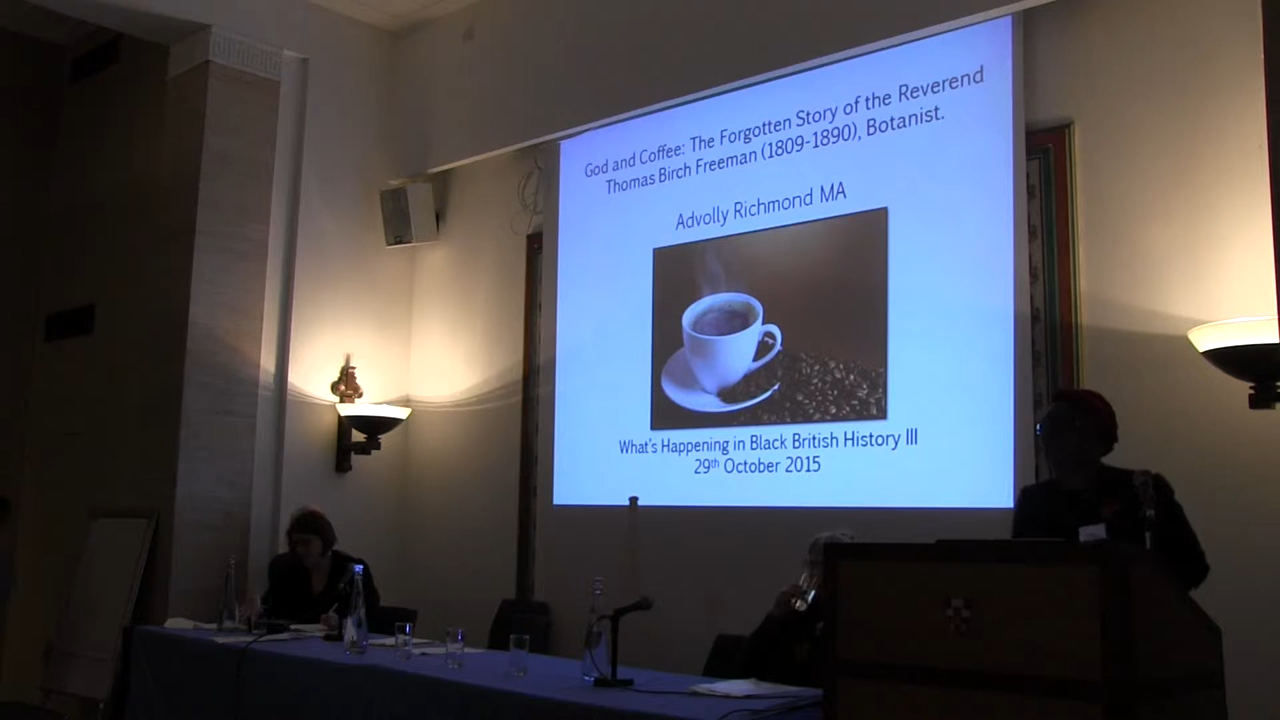 God and Coffee: The Forgotten Story of the Reverend
Thomas Birch Freeman (1809-1890), Botanist.
Advolly Richmond MA
What's Happening in Black British History III
29th October 2015